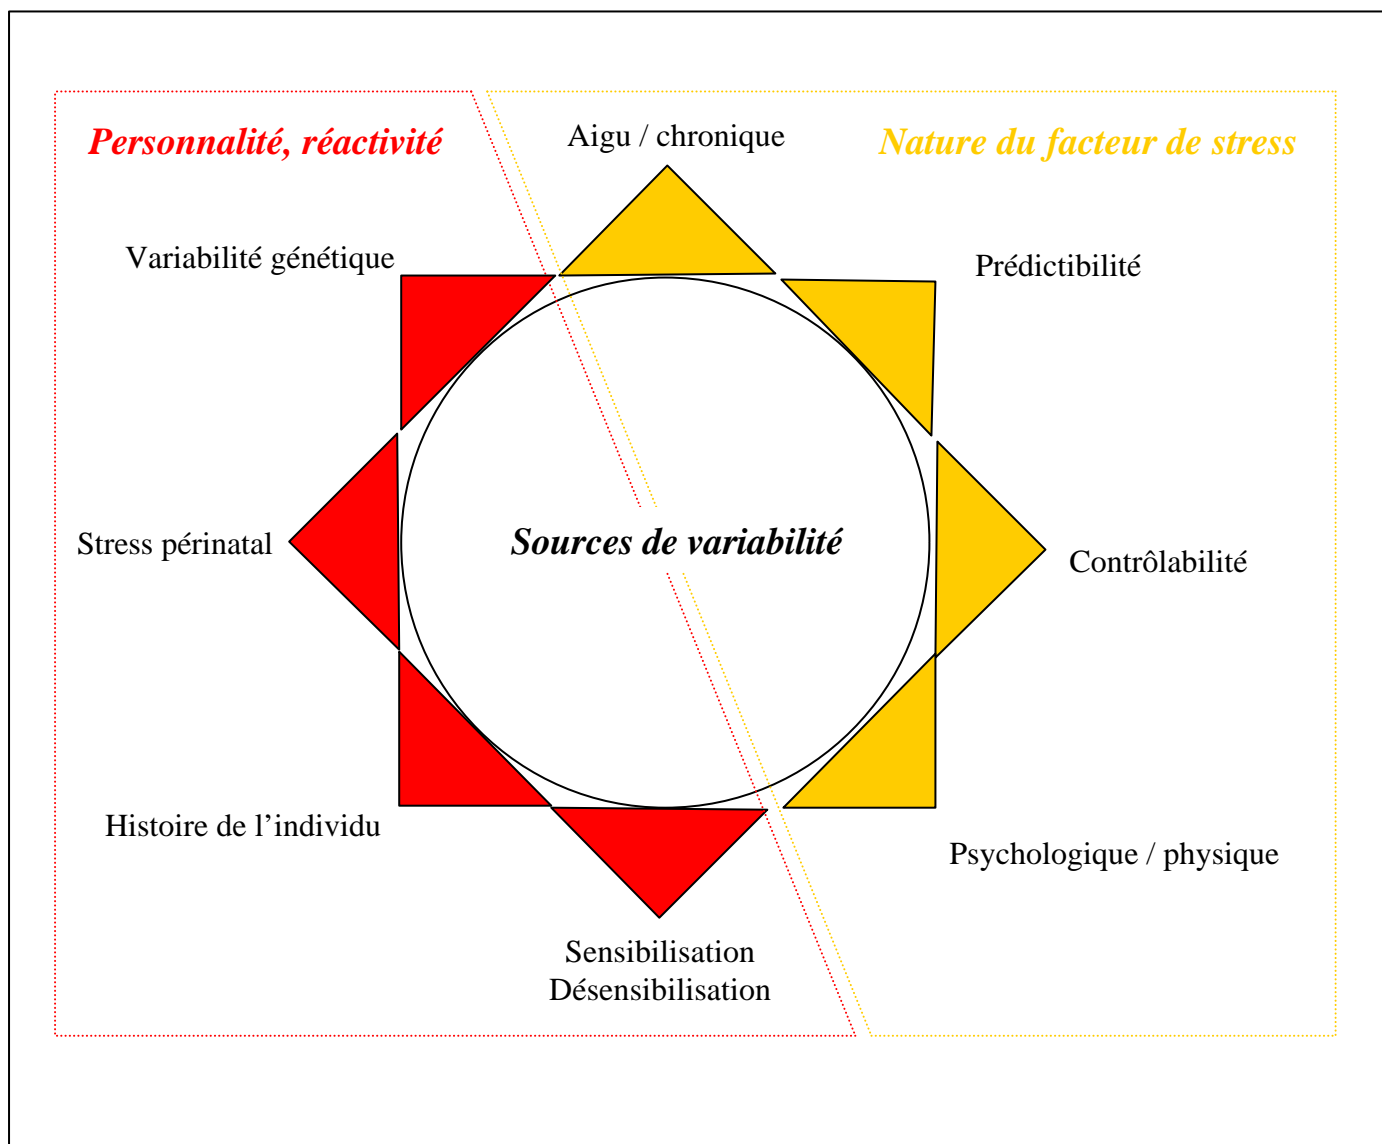 Personnalité, réactivité
Aigu / chronique
Nature du facteur de stress
Variabilité génétique
Prédictibilité
Stress périnatal
Sources de variabilité
Contrôlabilité
Histoire de l’individu
Psychologique / physique
Sensibilisation
Désensibilisation